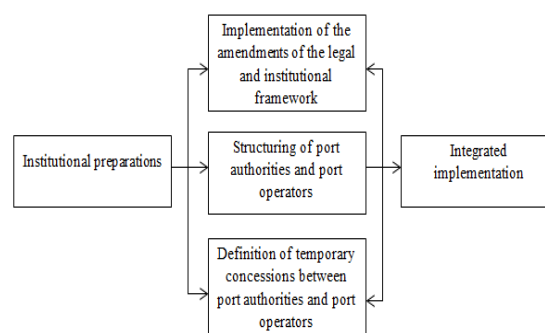 Implementation of the
amendments of the legal
and institutional
framework
Institutional preparations
Structuring of port
authorities and port
operators
Integrated
implementation
Definition of temporary
concessions between
port authorities and port
operators